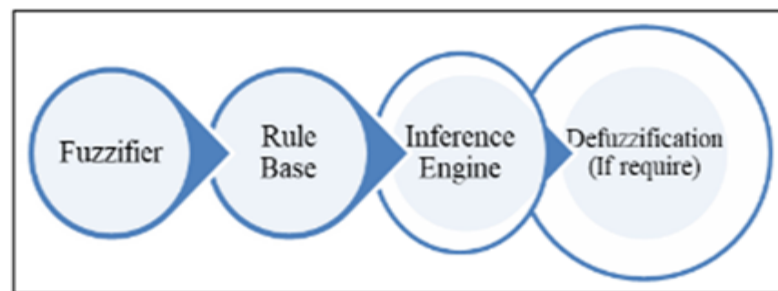 Fuzzifier
Rule
Base
Inference
Engine
Defuzzification
(If require)